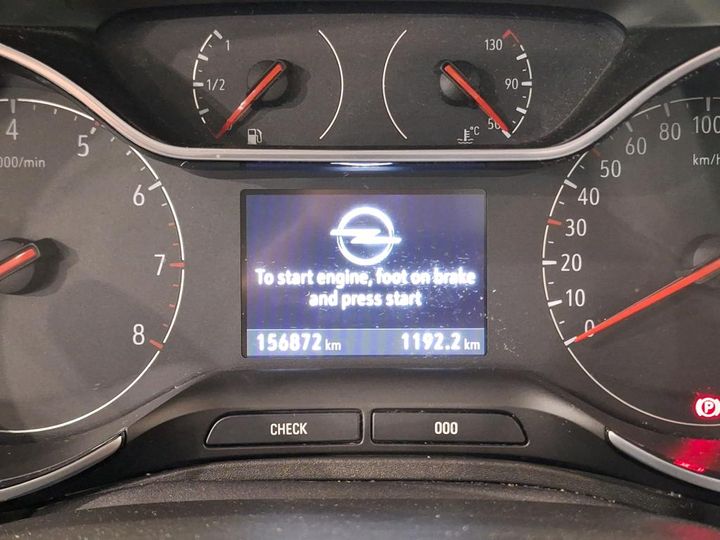 1
1/2
130
90
50
°C
4
5
6
7
8
000/min
To start engine, foot on brake
and press start
156872 km
1192.2 km
0
10
20
30
40
50
60
80
100
km/h
P
CHECK
000